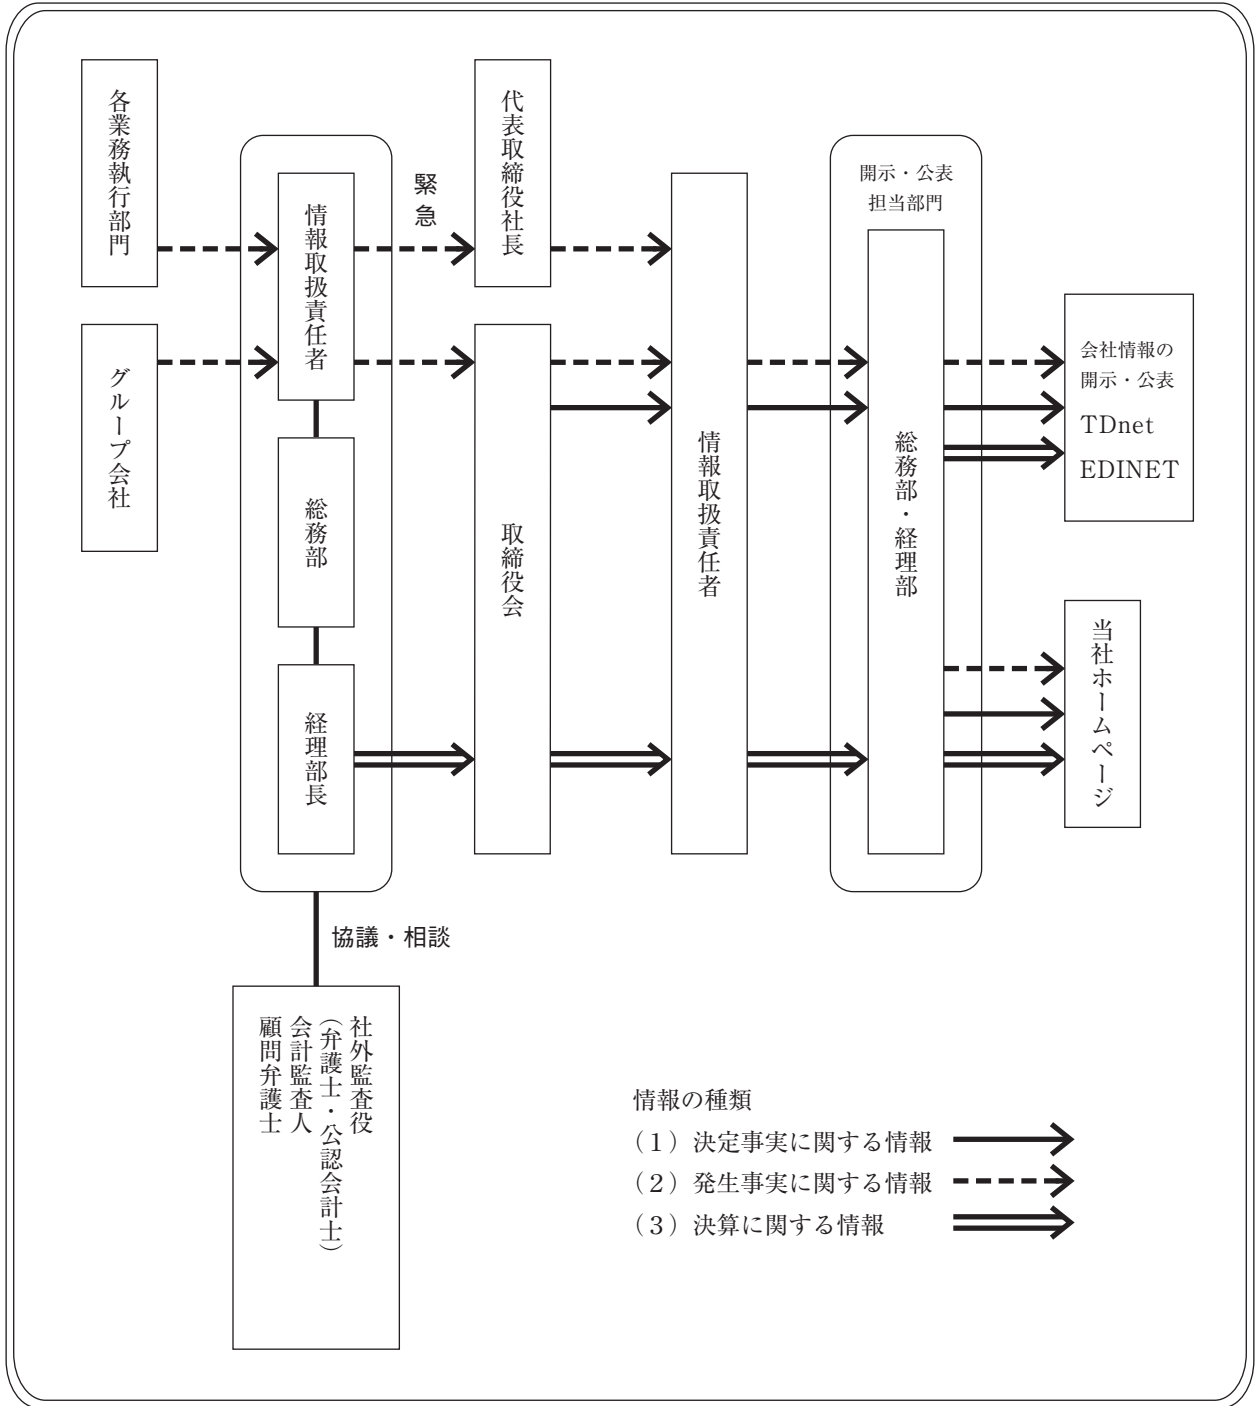 各業務執行部門
グループ会社
情報取扱責任者
総務部
経理部長
緊急
代表取締役社長
取締役会
情報取扱責任者
開示・公表
担当部門
総務部・経理部
会社情報の
開示・公表
TDnet
EDINET
当社ホームページ
協議・相談
社外監査役
（弁護士・公認会計士）
会計監査人
顧問弁護士
情報の種類
（１）決定事実に関する情報
（２）発生事実に関する情報
（３）決算に関する情報